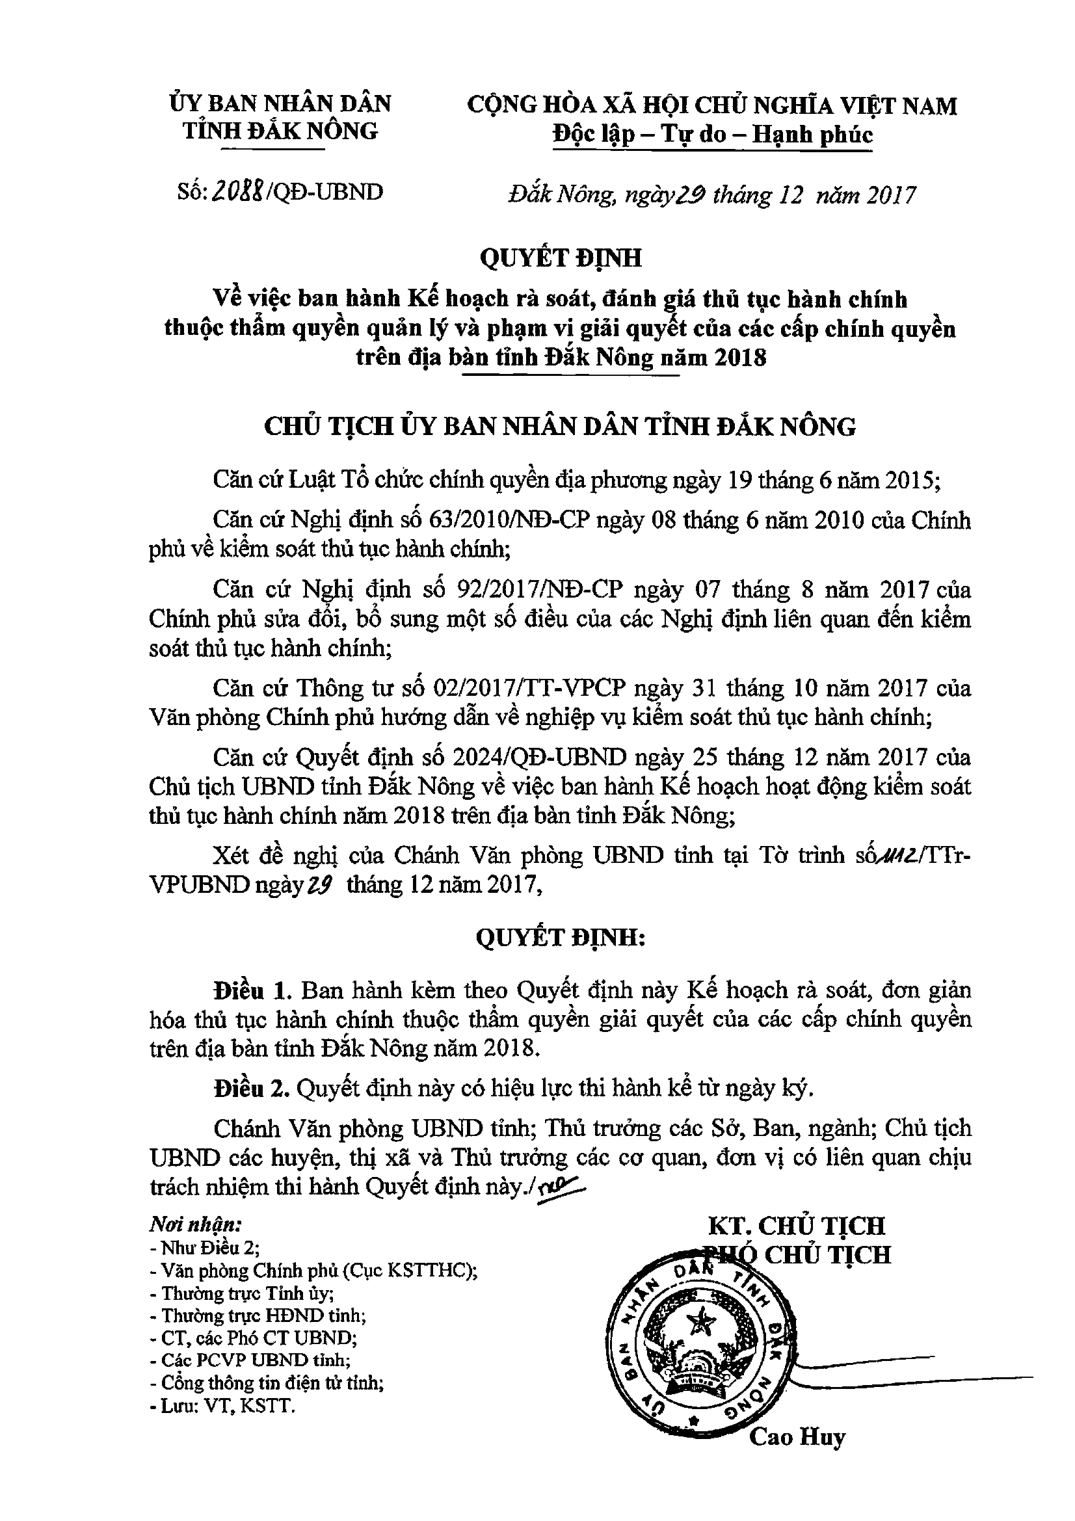 ỦY BAN NHÂN DÂN
TỈNH ĐẮK NÔNG
CỘNG HÒA XÃ HỘI CHỦ NGHĨA VIỆT NAM
Độc lập – Tự do – Hạnh phúc
Số: 2088/QĐ-UBND
Đắk Nông, ngày 29 tháng 12 năm 2017
QUYẾT ĐỊNH
Về việc ban hành Kế hoạch rà soát, đánh giá thủ tục hành chính
thuộc thẩm quyền quản lý và phạm vi giải quyết của các cấp chính quyền
trên địa bàn tỉnh Đắk Nông năm 2018
CHỦ TỊCH ỦY BAN NHÂN DÂN TỈNH ĐẮK NÔNG
Căn cứ Luật Tổ chức chính quyền địa phương ngày 19 tháng 6 năm 2015;
Căn cứ Nghị định số 63/2010/NĐ-CP ngày 08 tháng 6 năm 2010 của Chính
phủ về kiểm soát thủ tục hành chính;
Căn cứ Nghị định số 92/2017/NĐ-CP ngày 07 tháng 8 năm 2017 của
Chính phủ sửa đổi, bổ sung một số điều của các Nghị định liên quan đến kiểm
soát thủ tục hành chính;
Căn cứ Thông tư số 02/2017/TT-VPCP ngày 31 tháng 10 năm 2017 của
Văn phòng Chính phủ hướng dẫn về nghiệp vụ kiểm soát thủ tục hành chính;
Căn cứ Quyết định số 2024/QĐ-UBND ngày 25 tháng 12 năm 2017 của
Chủ tịch UBND tỉnh Đắk Nông về việc ban hành Kế hoạch hoạt động kiểm soát
thủ tục hành chính năm 2018 trên địa bàn tỉnh Đắk Nông;
Xét đề nghị của Chánh Văn phòng UBND tỉnh tại Tờ trình số /TTr-
VPUBND ngày 29 tháng 12 năm 2017,
QUYẾT ĐỊNH:
Điều 1. Ban hành kèm theo Quyết định này Kế hoạch rà soát, đơn giản
hóa thủ tục hành chính thuộc thẩm quyền giải quyết của các cấp chính quyền
trên địa bàn tỉnh Đắk Nông năm 2018.
Điều 2. Quyết định này có hiệu lực thi hành kể từ ngày ký.
Chánh Văn phòng UBND tỉnh; Thủ trưởng các Sở, Ban, ngành; Chủ tịch
UBND các huyện, thị xã và Thủ trưởng các cơ quan, đơn vị có liên quan chịu
trách nhiệm thi hành Quyết định này./.
Nơi nhận:
- Như Điều 2;
- Văn phòng Chính phủ (Cục KSTTHC);
- Thường trực Tỉnh ủy;
- Thường trực HĐND tỉnh;
- CT, các Phó CT UBND;
- Các PCVP UBND tỉnh;
- Cổng thông tin điện tử tỉnh;
- Lưu: VT, KSTT.
KT. CHỦ TỊCH
PHÓ CHỦ TỊCH
ỦY BAN NHÂN DÂN TỈNH ĐẮK NÔNG
Cao Huy